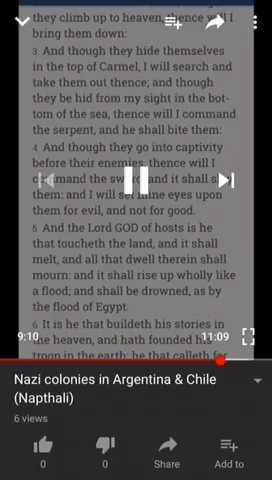 they climb up to heaven, thence will I
bring them down:
3 And though they hide themselves
in the top of Carmel, I will search and
take them out thence; and though
they be hid from my sight in the bot-
tom of the sea, thence will I command
the serpent, and he shall bite them:
4 And though they go into captivity
before their enemies, thence will I
command the sword, and it shall slay
them: and I will set mine eyes upon
them for evil, and not for good.
5 And the Lord GOD of hosts is he
that toucheth the land, and it shall
melt, and all that dwell therein shall
mourn: and it shall rise up wholly like
a flood; and shall be drowned, as by
the flood of Egypt.
6 It is he that buildeth his stories in
9:10
11:09
the heaven, and hath founded his
troop in the earth; he that calleth for
Nazi colonies in Argentina & Chile
(Napthali)
6 views
0
0
Share
Add to